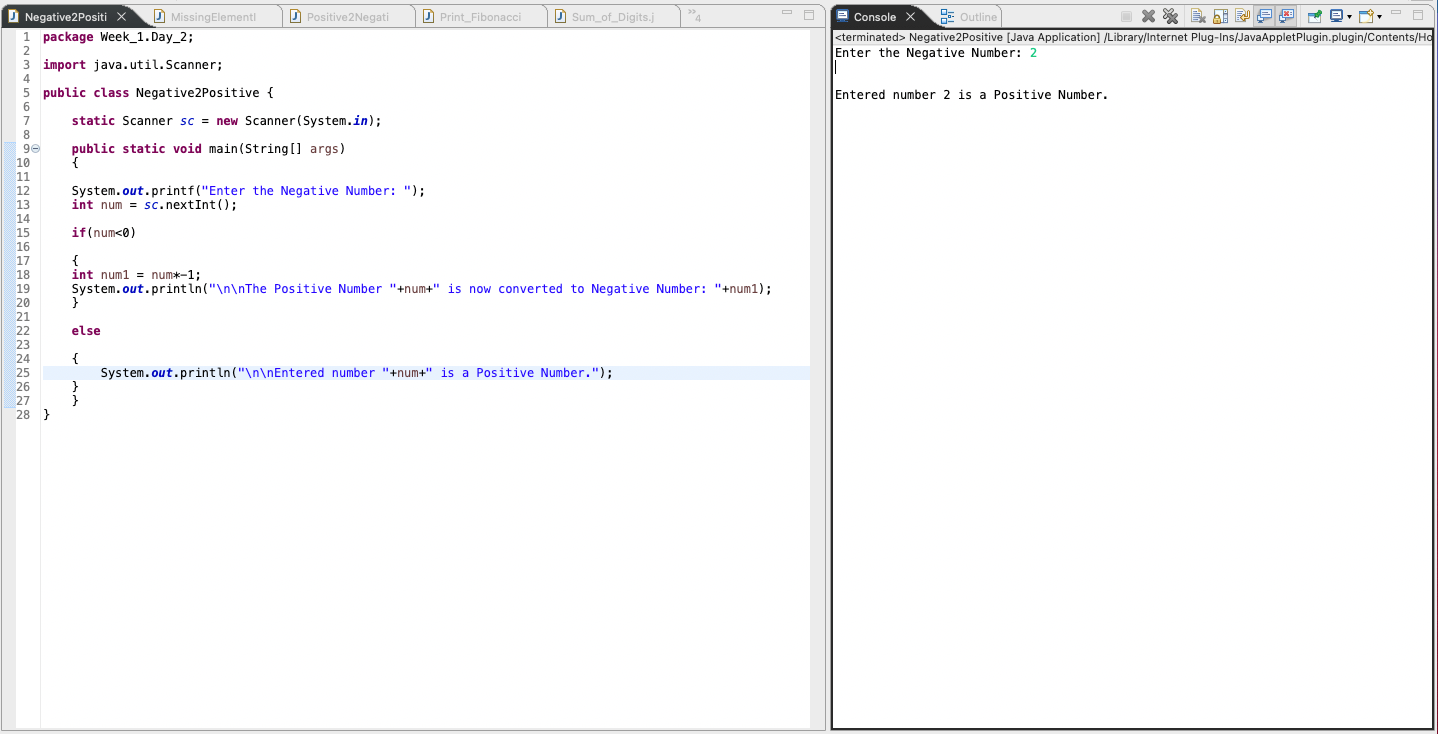 Negative2Positi
MissingElementI
Positive2Negati
Print_Fibonacci
Sum_of_Digits.j
»4
1 package Week_1.Day_2;
2
3 import java.util.Scanner;
4
5 public class Negative2Positive {
6
7     static Scanner sc = new Scanner(System.in);
8
9     public static void main(String[] args)
10     {
11
12     System.out.printf("Enter the Negative Number: ");
13     int num = sc.nextInt();
14
15     if(num<0)
16
17     {
18     int num1 = num*-1;
19     System.out.println("\n\nThe Positive Number "+num+" is now converted to Negative Number: "+num1);
20     }
21
22     else
23
24     {
25         System.out.println("\n\nEntered number "+num+" is a Positive Number.");
26     }
27     }
28 }
Console
Outline
<terminated> Negative2Positive [Java Application] /Library/Internet Plug-Ins/JavaAppletPlugin.plugin/Contents/Ho
Enter the Negative Number: 2
Entered number 2 is a Positive Number.